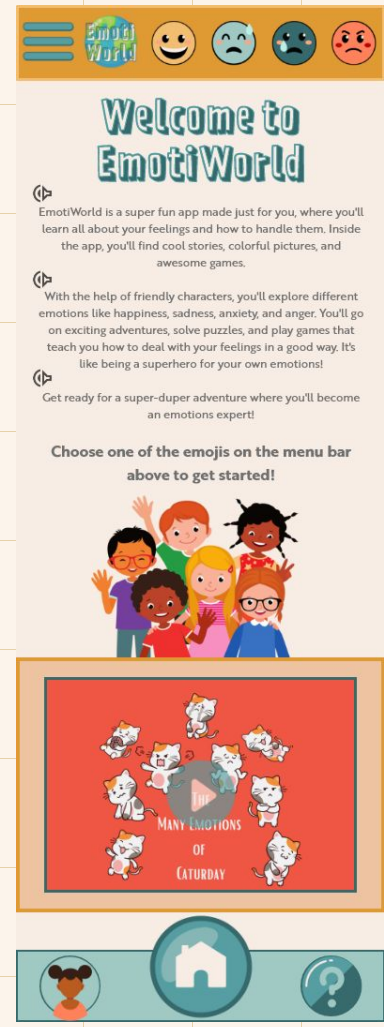 Emoti
World
Welcome to
EmotiWorld
EmotiWorld is a super fun app made just for you, where you'll
learn all about your feelings and how to handle them. Inside
the app, you'll find cool stories, colorful pictures, and
awesome games.
With the help of friendly characters, you'll explore different
emotions like happiness, sadness, anxiety, and anger. You'll go
on exciting adventures, solve puzzles, and play games that
teach you how to deal with your feelings in a good way. It's
like being a superhero for your own emotions!
Get ready for a super-duper adventure where you'll become
an emotions expert!
Choose one of the emojis on the menu bar
above to get started!
The
Many Emotions
of
Caturday
?